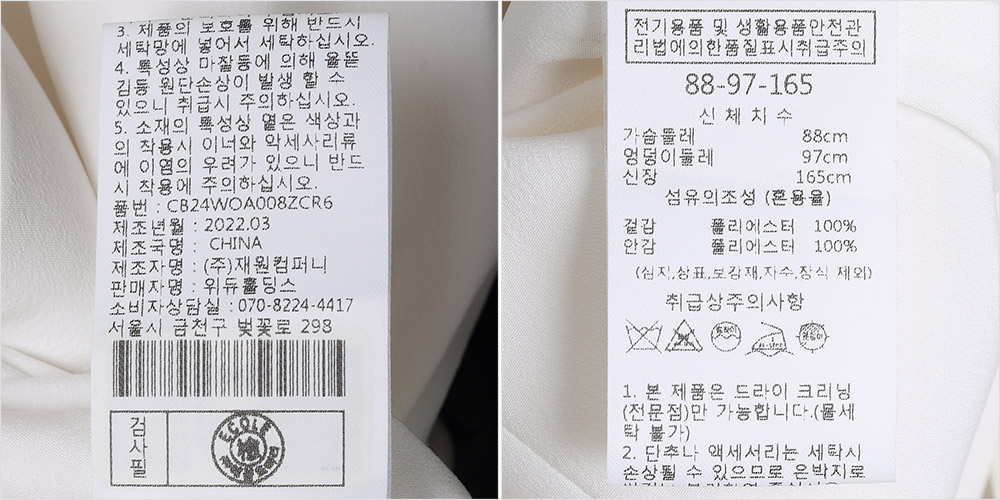 3. 제품의 보호를 위해 반드시
세탁망에 넣어서 세탁하십시오.
4. 특성상 마찰등에 의해 올뜯
김등 원단손상이 발생 할 수
있으니 취급시 주의하십시오.
5. 소재의 특성상 옅은 색상과
의 착용시 이너와 악세사리류
에 이염의 우려가 있으니 반드
시 착용에 주의하십시오.
품번 : CB24WOA008ZCR6
제조년월 : 2022.03
제조국명 : CHINA
제조자명 : (주)재원컴퍼니
판매자명 : 위듀홀딩스
소비자상담실 : 070-8224-4417
서울시 금천구 벚꽃로 298
검사필
ECOLE
전기용품 및 생활용품안전관
리법에의한품질표시취급주의
88-97-165
신체치수
가슴둘레 88cm
엉덩이둘레 97cm
신장 165cm
섬유의조성 (혼용율)
겉감 폴리에스터 100%
안감 폴리에스터 100%
(심지,상표,보강재,자수,장식 제외)
취급상주의사항
1. 본 제품은 드라이 크리닝
(전문점)만 가능합니다.(물세
탁 불가)
2. 단추나 액세서리는 세탁시
손상될 수 있으므로 은박지로